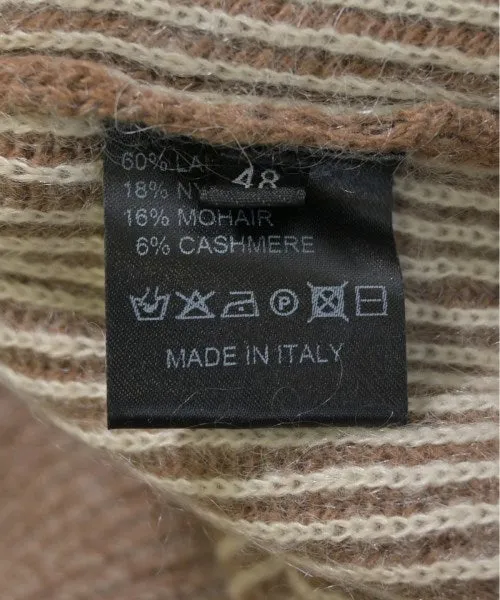 60%
18%
48
16% MOHAIR
6% CASHMERE
P
MADE IN ITALY